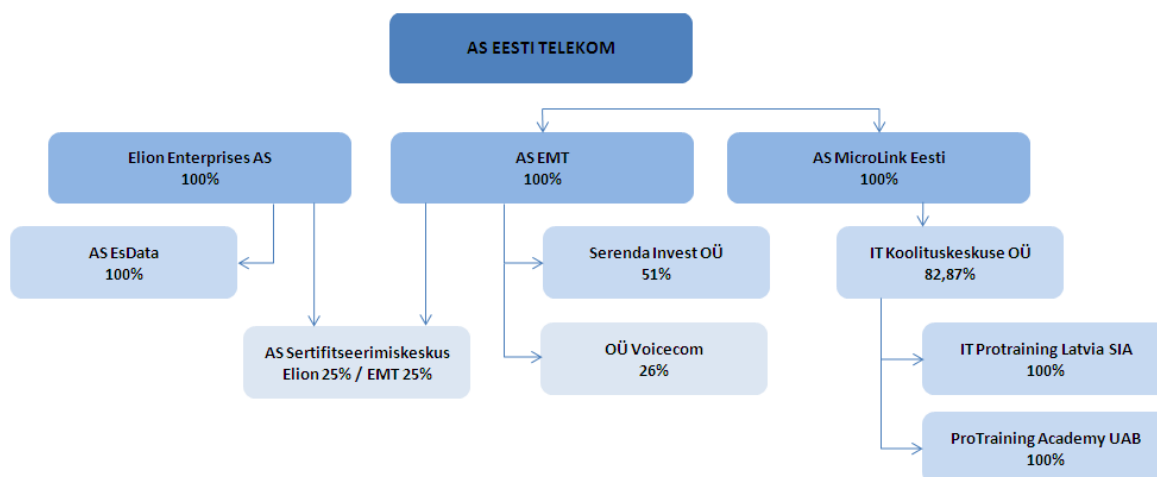 AS EESTI TELEKOM
Elion Enterprises AS
100%
AS EMT
100%
AS MicroLink Eesti
100%
AS EsData
100%
Serenda Invest OÜ
51%
IT Koolituskeskuse OÜ
82,87%
AS Sertifitseerimiskeskus
Elion 25% / EMT 25%
OÜ Voicecom
26%
IT Protraining Latvia SIA
100%
ProTraining Academy UAB
100%